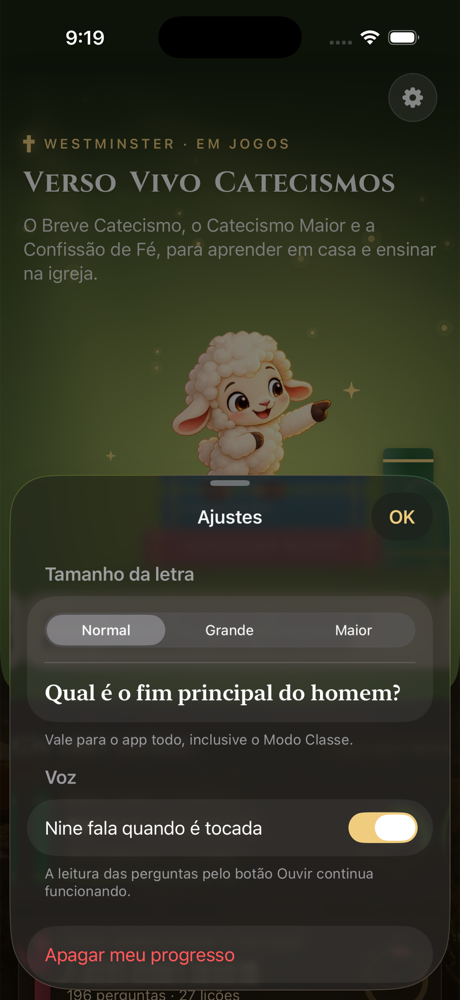 9:19
WESTMINSTER · EM JOGOS
Verso Vivo Catecismos
O Breve Catecismo, o Catecismo Maior e a
Confissão de Fé, para aprender em casa e ensinar
na igreja.
Ajustes
OK
Tamanho da letra
Normal Grande Maior
Qual é o fim principal do homem?
Vale para o app todo, inclusive o Modo Classe.
Voz
Nine fala quando é tocada
A leitura das perguntas pelo botão Ouvir continua
funcionando.
Apagar meu progresso
196 perguntas · 27 lições